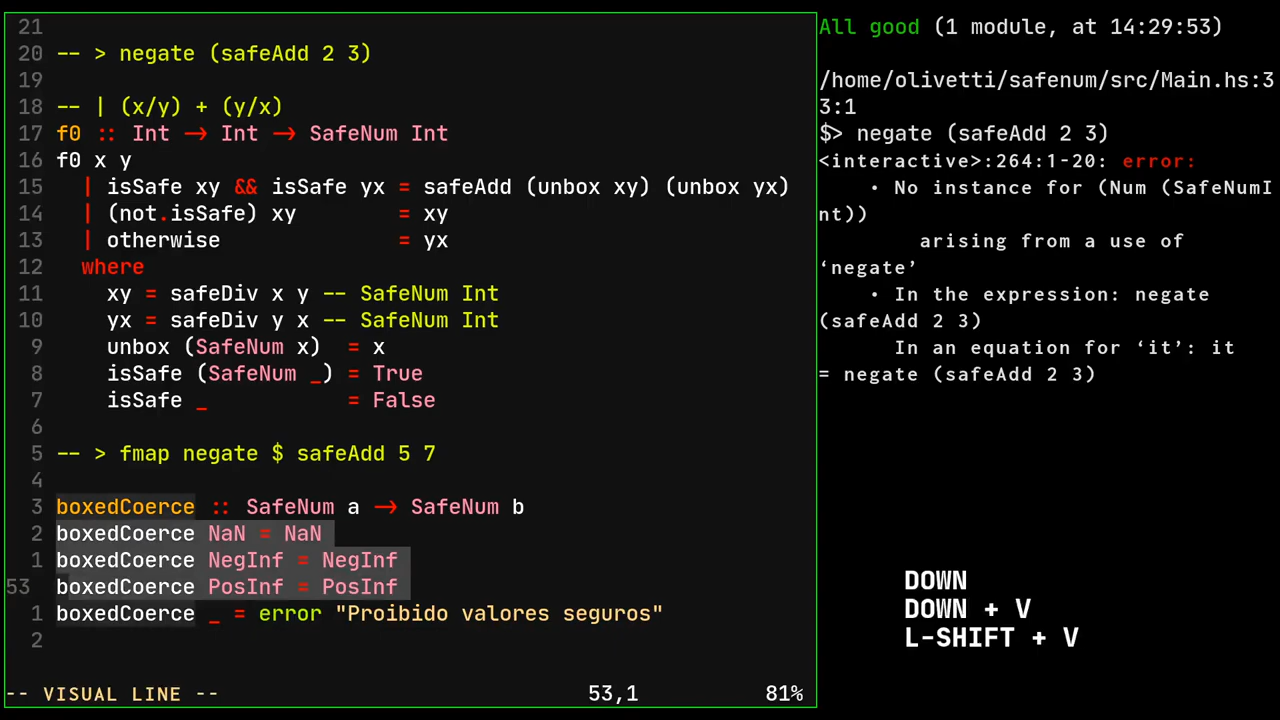 21
20 -- > negate (safeAdd 2 3)
19
18 -- | (x/y) + (y/x)
17 f0 :: Int → Int → SafeNum Int
16 f0 x y
15 | isSafe xy && isSafe yx = safeAdd (unbox xy) (unbox yx)
14 | (not.isSafe) xy = xy
13 | otherwise = yx
12 where
11 xy = safeDiv x y -- SafeNum Int
10 yx = safeDiv y x -- SafeNum Int
9 unbox (SafeNum x) = x
8 isSafe (SafeNum _) = True
7 isSafe _ = False
6
5 -- > fmap negate $ safeAdd 5 7
4
3 boxedCoerce :: SafeNum a → SafeNum b
2 boxedCoerce NaN = NaN
1 boxedCoerce NegInf = NegInf
53 boxedCoerce PosInf = PosInf
1 boxedCoerce _ = error "Proibido valores seguros"
2
-- VISUAL LINE -- 53,1 81%
All good (1 module, at 14:29:53)
/home/olivetti/safenum/src/Main.hs:3
3:1
$> negate (safeAdd 2 3)
<interactive>:264:1-20: error:
• No instance for (Num (SafeNumI
nt))
arising from a use of
‘negate’
• In the expression: negate
(safeAdd 2 3)
In an equation for ‘it’: it
= negate (safeAdd 2 3)
DOWN
DOWN + V
L-SHIFT + V